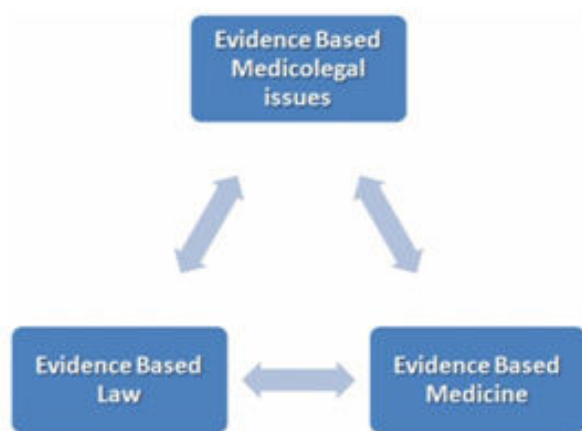 Evidence Based
Medicolegal
issues
Evidence Based
Law
Evidence Based
Medicine